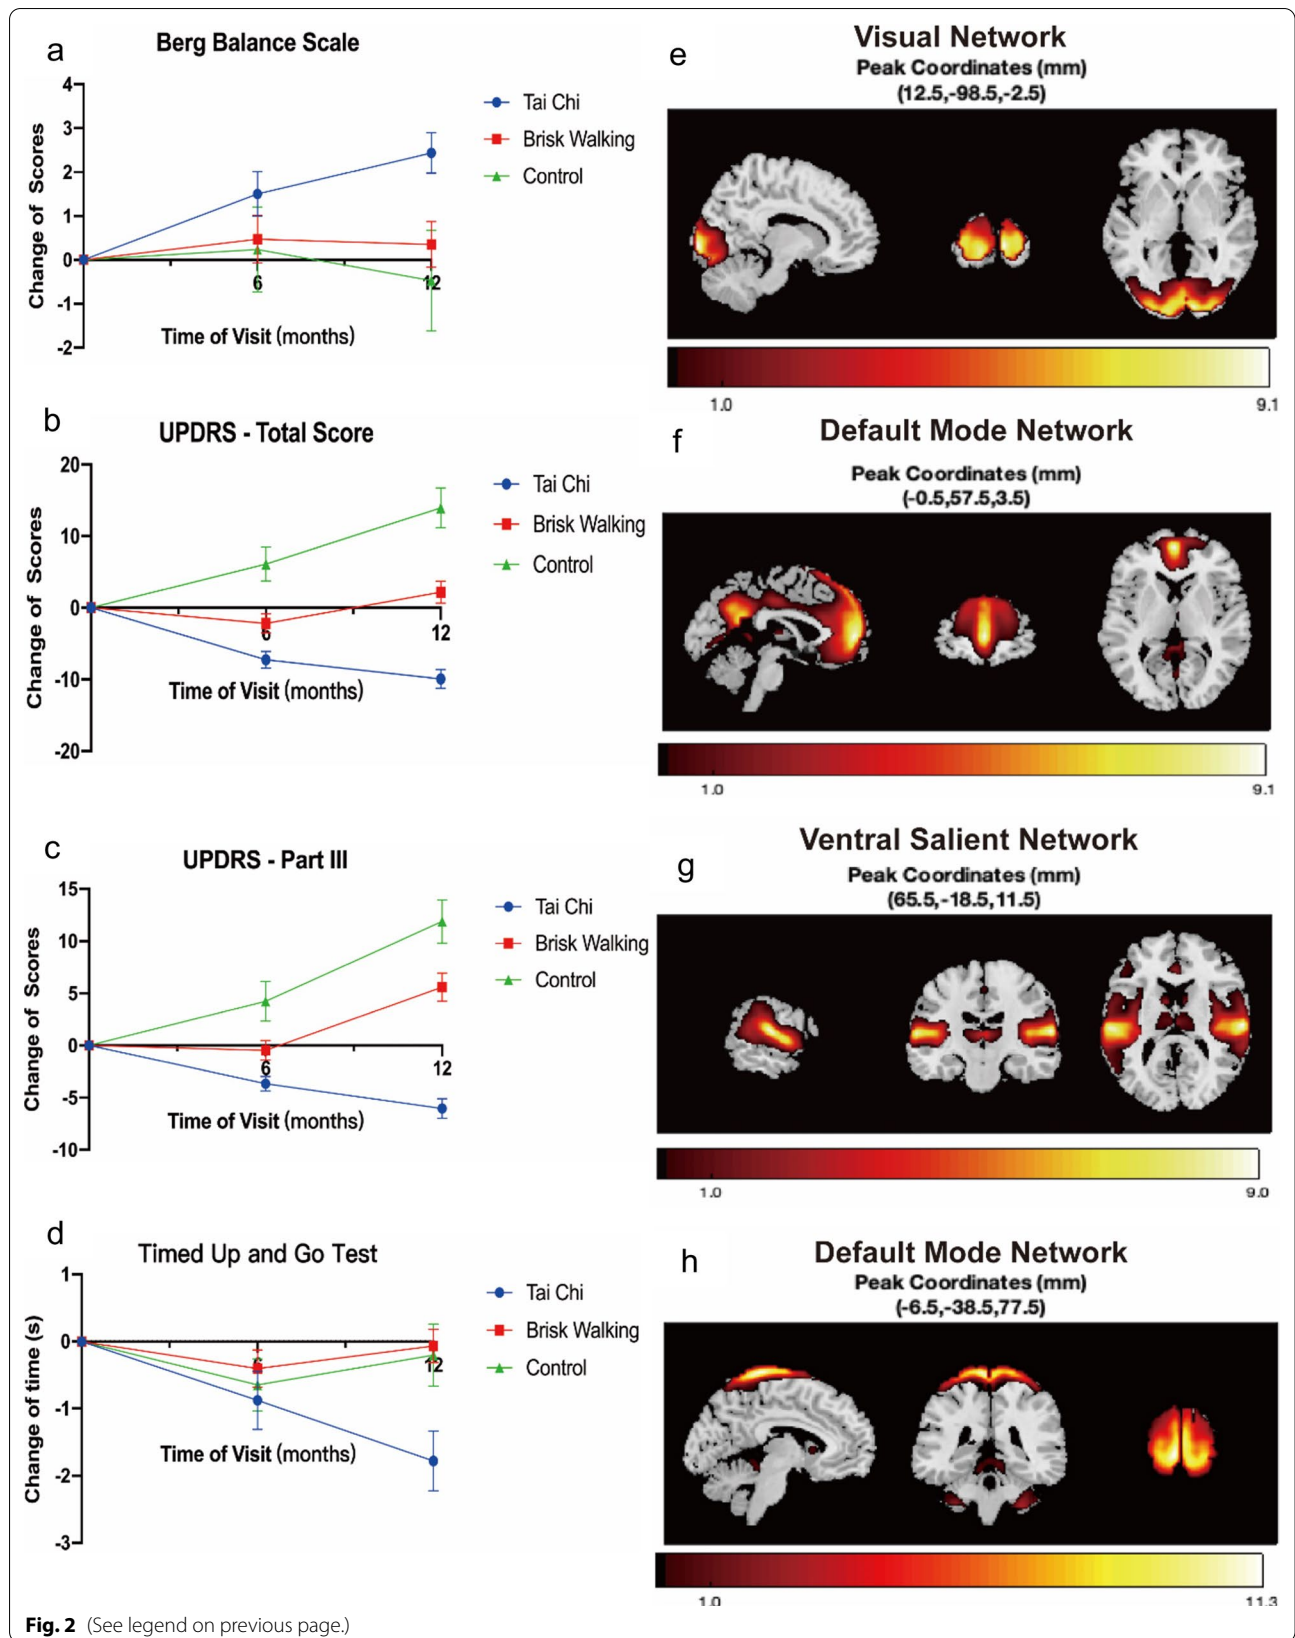 a
Berg Balance Scale
Change of Scores
4
3
2
1
0
-1
-2
6
12
Time of Visit (months)
Tai Chi
Brisk Walking
Control
e
Visual Network
Peak Coordinates (mm)
(12.5,-98.5,-2.5)
1.0
9.1
b
UPDRS - Total Score
Change of Scores
20
10
0
-10
-20
6
12
Time of Visit (months)
Tai Chi
Brisk Walking
Control
f
Default Mode Network
Peak Coordinates (mm)
(-0.5,57.5,3.5)
1.0
9.1
c
UPDRS - Part III
Change of Scores
15
10
5
0
-5
-10
6
12
Time of Visit (months)
Tai Chi
Brisk Walking
Control
g
Ventral Salient Network
Peak Coordinates (mm)
(65.5,-18.5,11.5)
1.0
9.0
d
Timed Up and Go Test
Change of time (s)
1
0
-1
-2
-3
6
12
Time of Visit (months)
Tai Chi
Brisk Walking
Control
h
Default Mode Network
Peak Coordinates (mm)
(-6.5,-38.5,77.5)
1.0
11.3
Fig. 2 (See legend on previous page.)